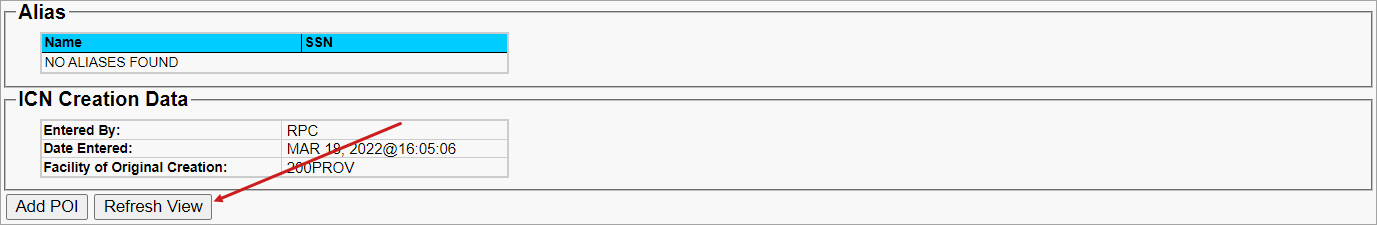 Alias
Name SSN
NO ALIASES FOUND
ICN Creation Data
Entered By: RPC
Date Entered: MAR 18, 2022@16:05:06
Facility of Original Creation: 200PROV
Add POI Refresh View